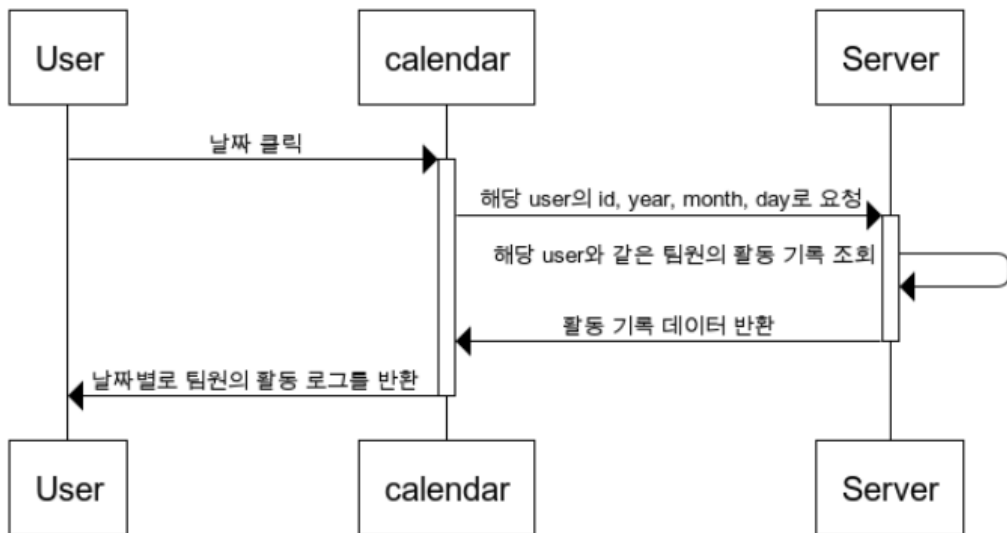 User
calendar
Server
날짜 클릭
해당 user의 id, year, month, day로 요청
해당 user와 같은 팀원의 활동 기록 조회
활동 기록 데이터 반환
날짜별로 팀원의 활동 로그를 반환
User
calendar
Server